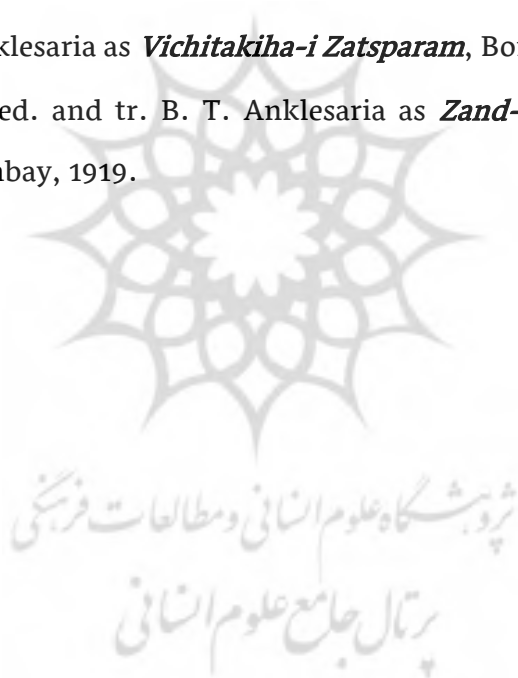 klesaria as Vichitakiha-i Zatsparam, Bo
ed. and tr. B. T. Anklesaria as Zand-
bay, 1919.
پژوهشگاه علوم انسانی و مطالعات فرهنگی
پرتال جامع علوم انسانی